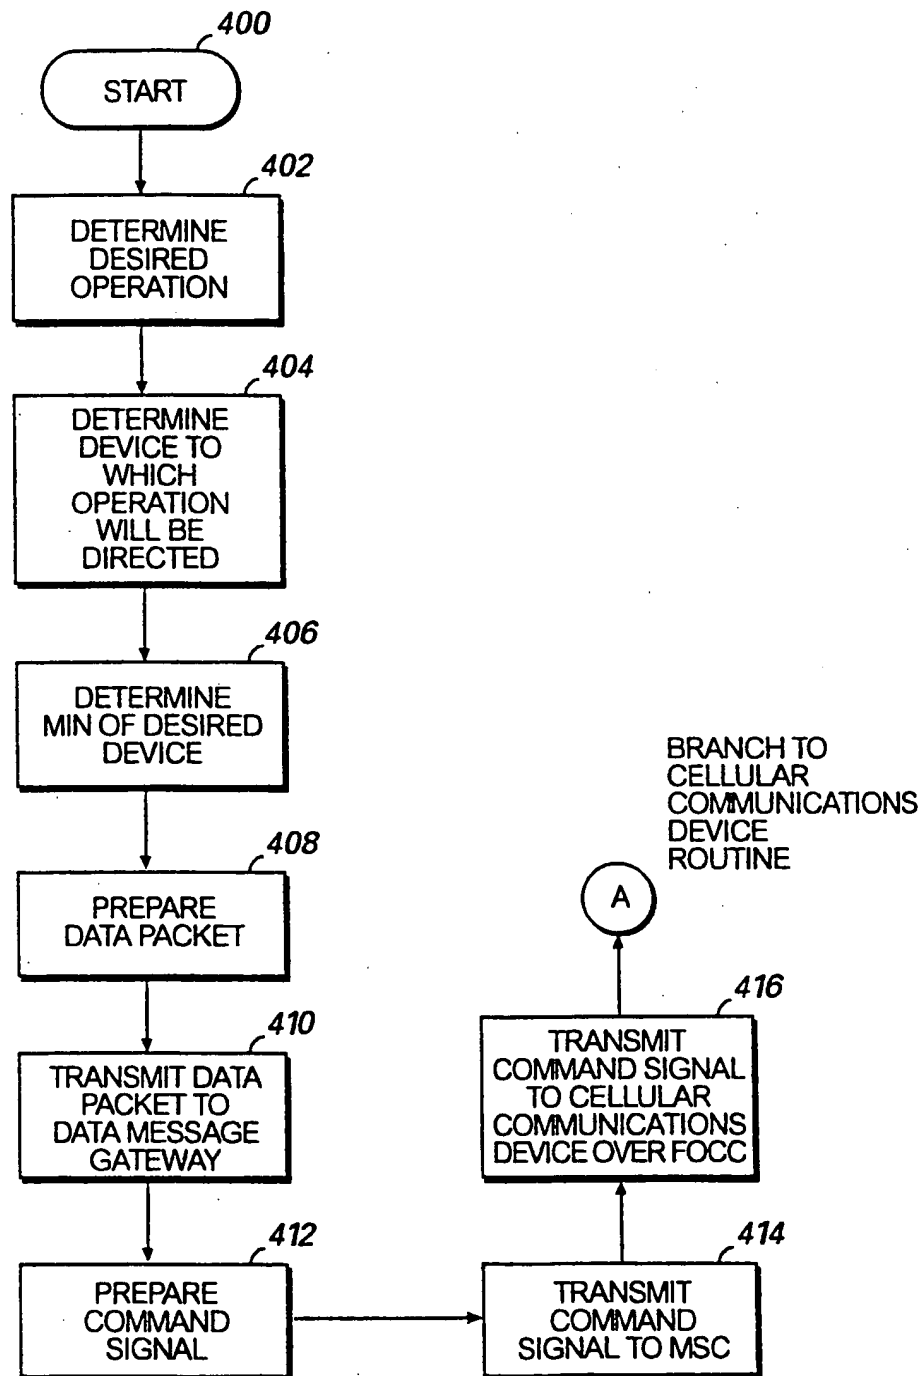 400
START
402
DETERMINE
DESIRED
OPERATION
404
DETERMINE
DEVICE TO
WHICH
OPERATION
WILL BE
DIRECTED
406
DETERMINE
MIN OF DESIRED
DEVICE
408
PREPARE
DATA PACKET
410
TRANSMIT DATA
PACKET TO
DATA MESSAGE
GATEWAY
412
PREPARE
COMMAND
SIGNAL
414
TRANSMIT
COMMAND
SIGNAL TO MSC
416
TRANSMIT
COMMAND SIGNAL
TO CELLULAR
COMMUNICATIONS
DEVICE OVER FOCC
A
BRANCH TO
CELLULAR
COMMUNICATIONS
DEVICE
ROUTINE